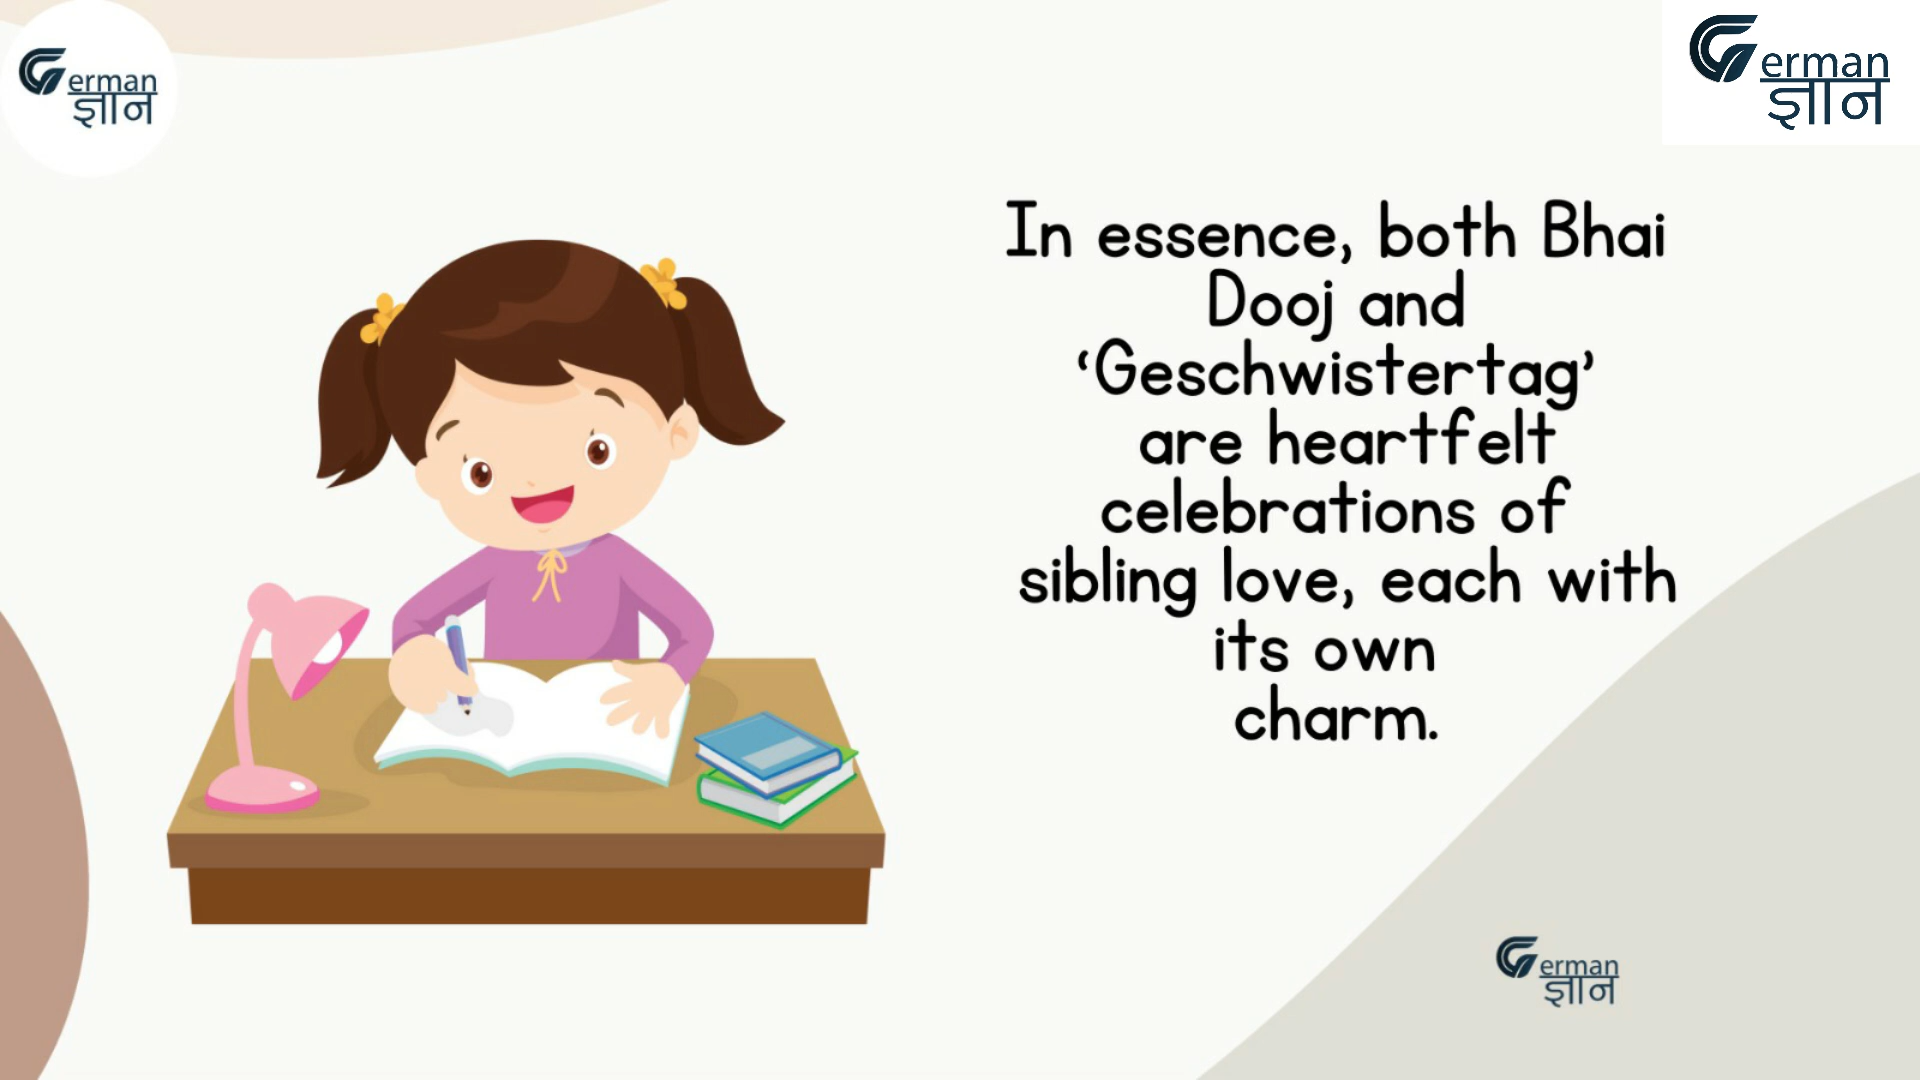 German
ज्ञान
German
ज्ञान
In essence, both Bhai
Dooj and
‘Geschwistertag’
are heartfelt
celebrations of
sibling love, each with
its own
charm.
German
ज्ञान